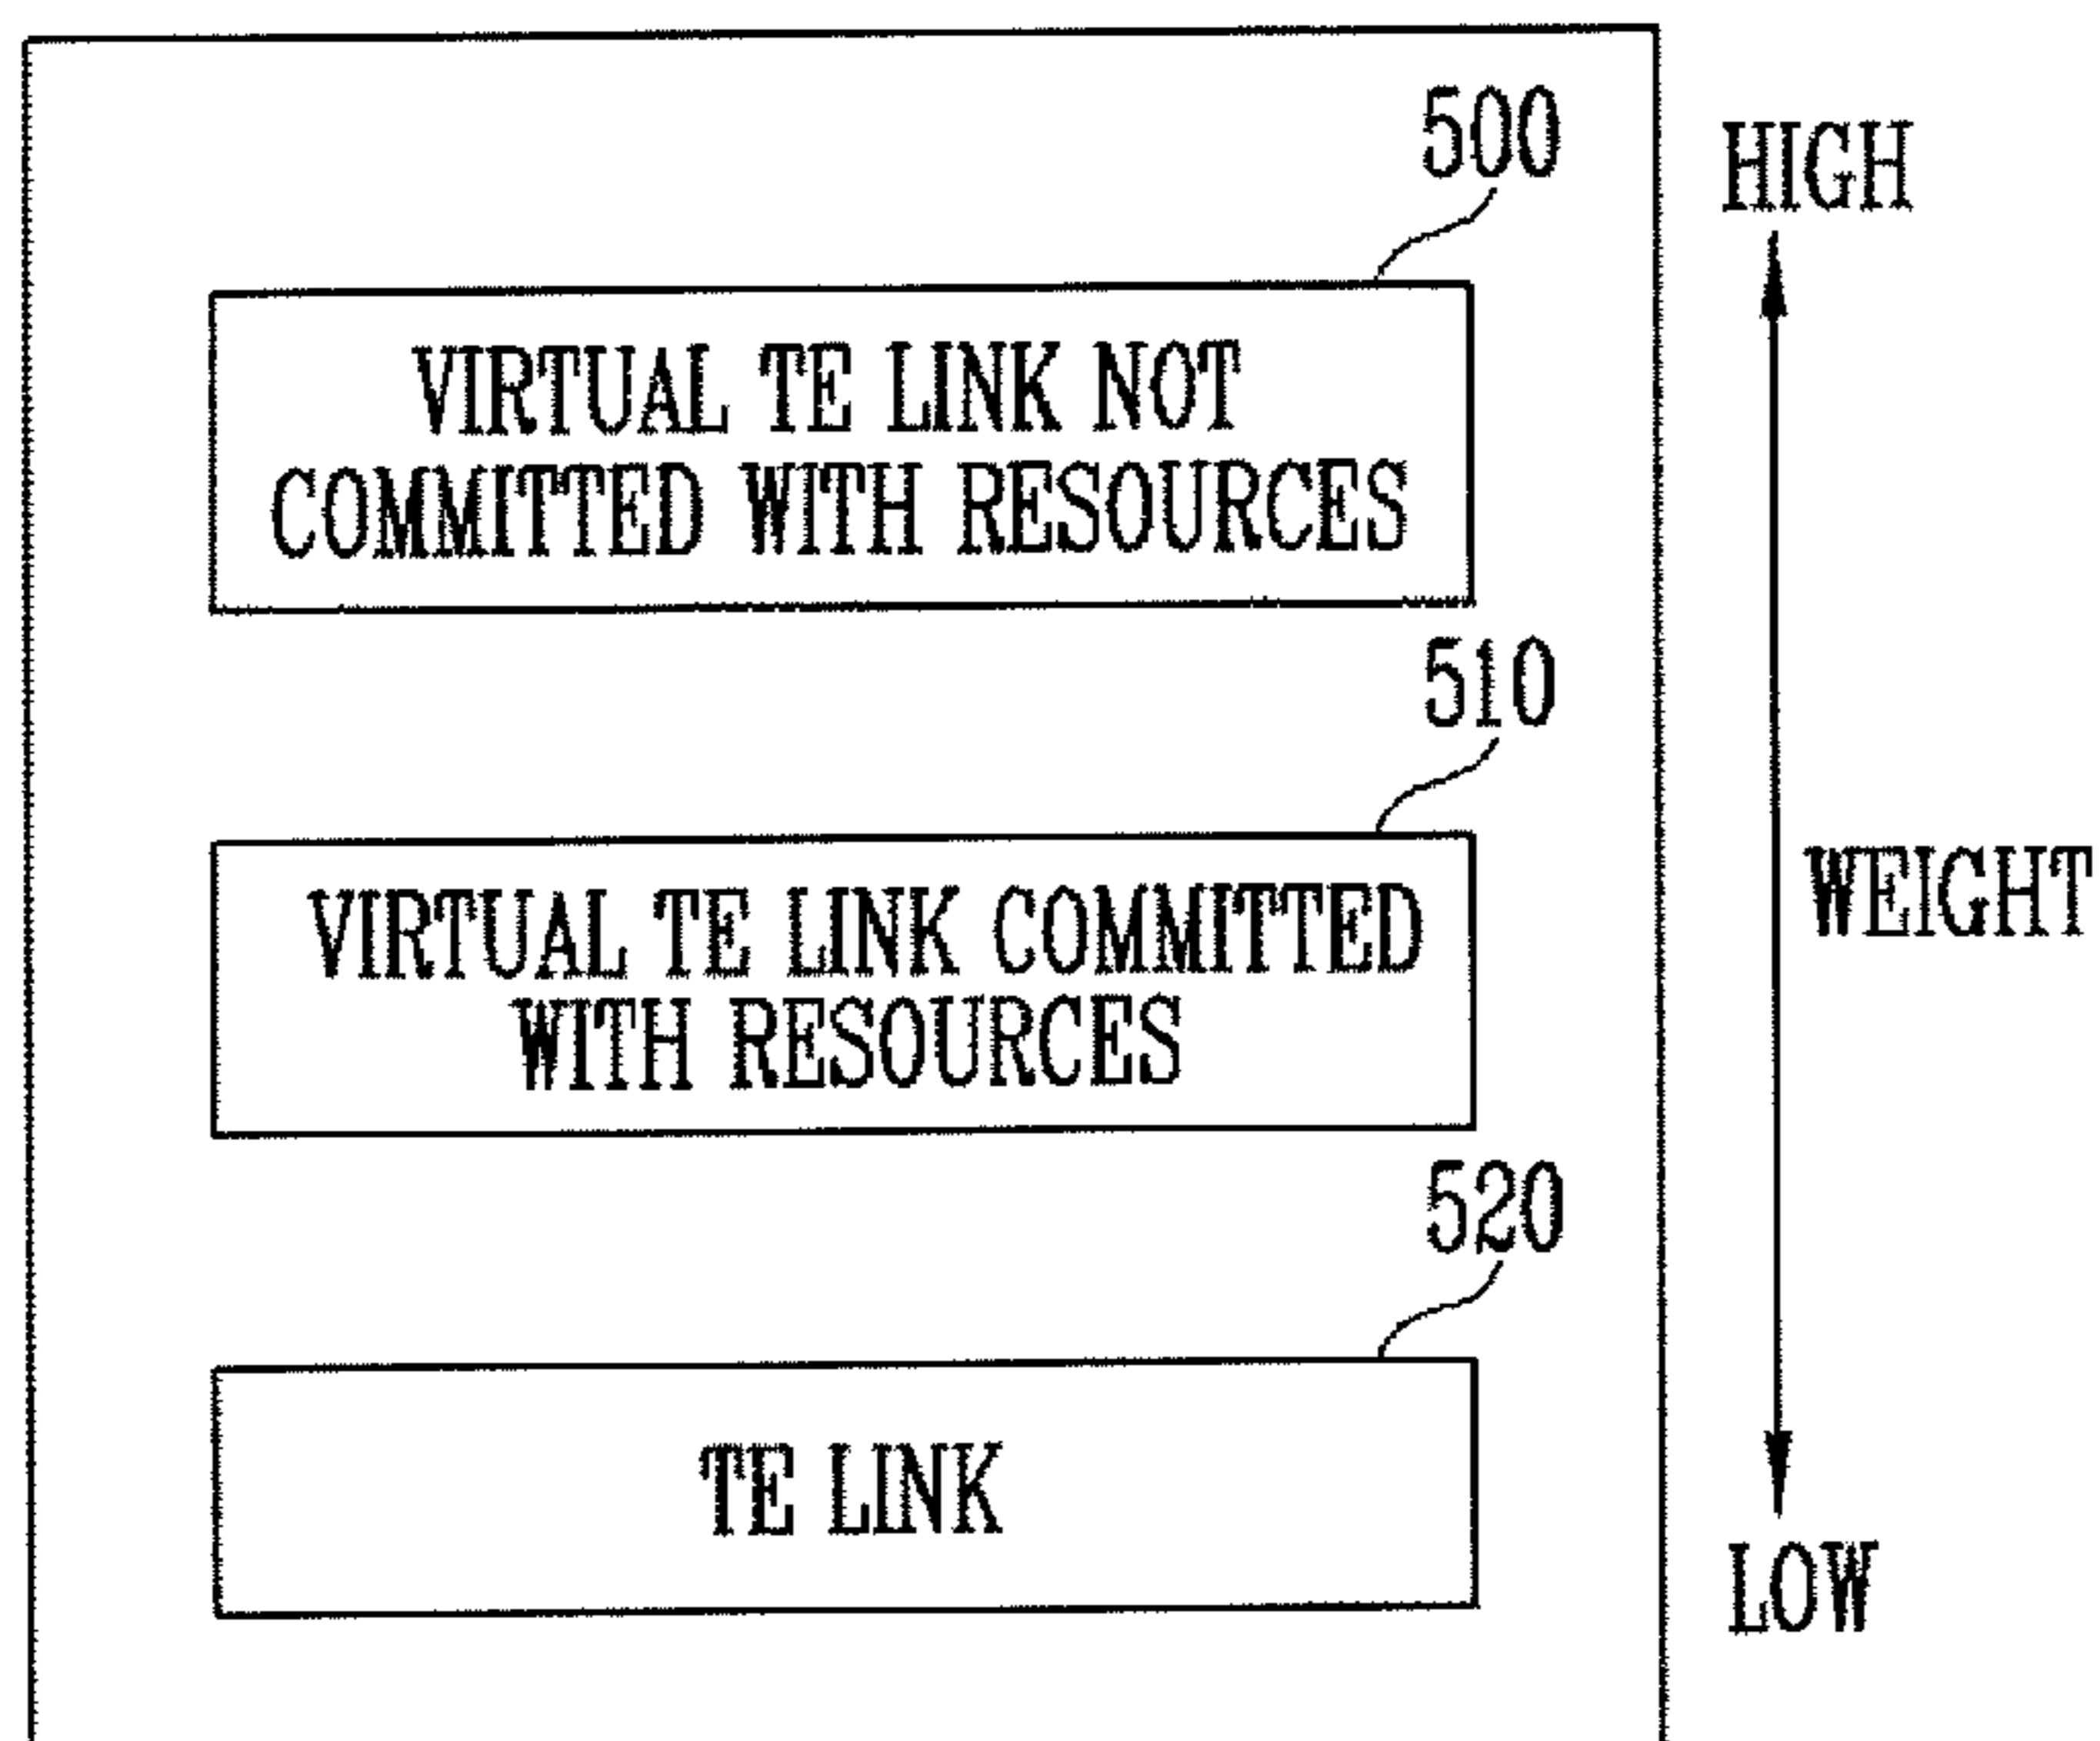 500
HIGH
VIRTUAL TE LINK NOT
COMMITTED WITH RESOURCES
510
VIRTUAL TE LINK COMMITTED
WITH RESOURCES
WEIGHT
520
TE LINK
LOW